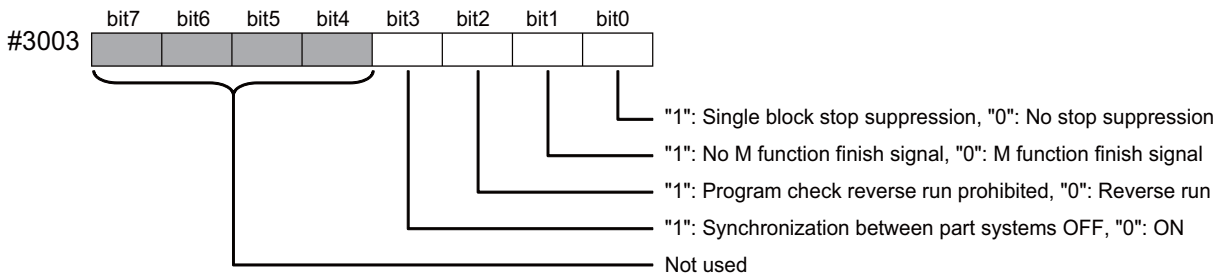 bit7 bit6 bit5 bit4 bit3 bit2 bit1 bit0
#3003
"1": Single block stop suppression, "0": No stop suppression
"1": No M function finish signal, "0": M function finish signal
"1": Program check reverse run prohibited, "0": Reverse run
"1": Synchronization between part systems OFF, "0": ON
Not used